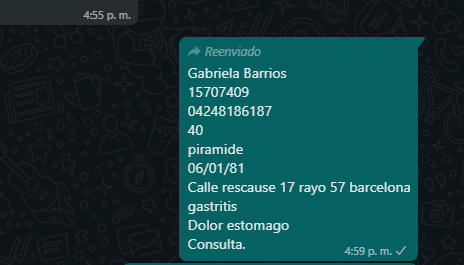 4:55 p. m.
Reenviado
Gabriela Barrios
15707409
04248186187
40
piramide
06/01/81
Calle rescause 17 rayo 57 barcelona
gastritis
Dolor estomago
Consulta.
4:59 p. m.